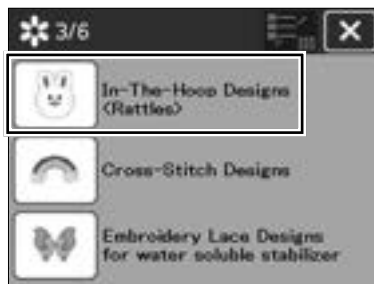 3/6
In-The-Hoop Designs
(Rattles)
Cross-Stitch Designs
Embroidery Lace Designs
for water soluble stabilizer